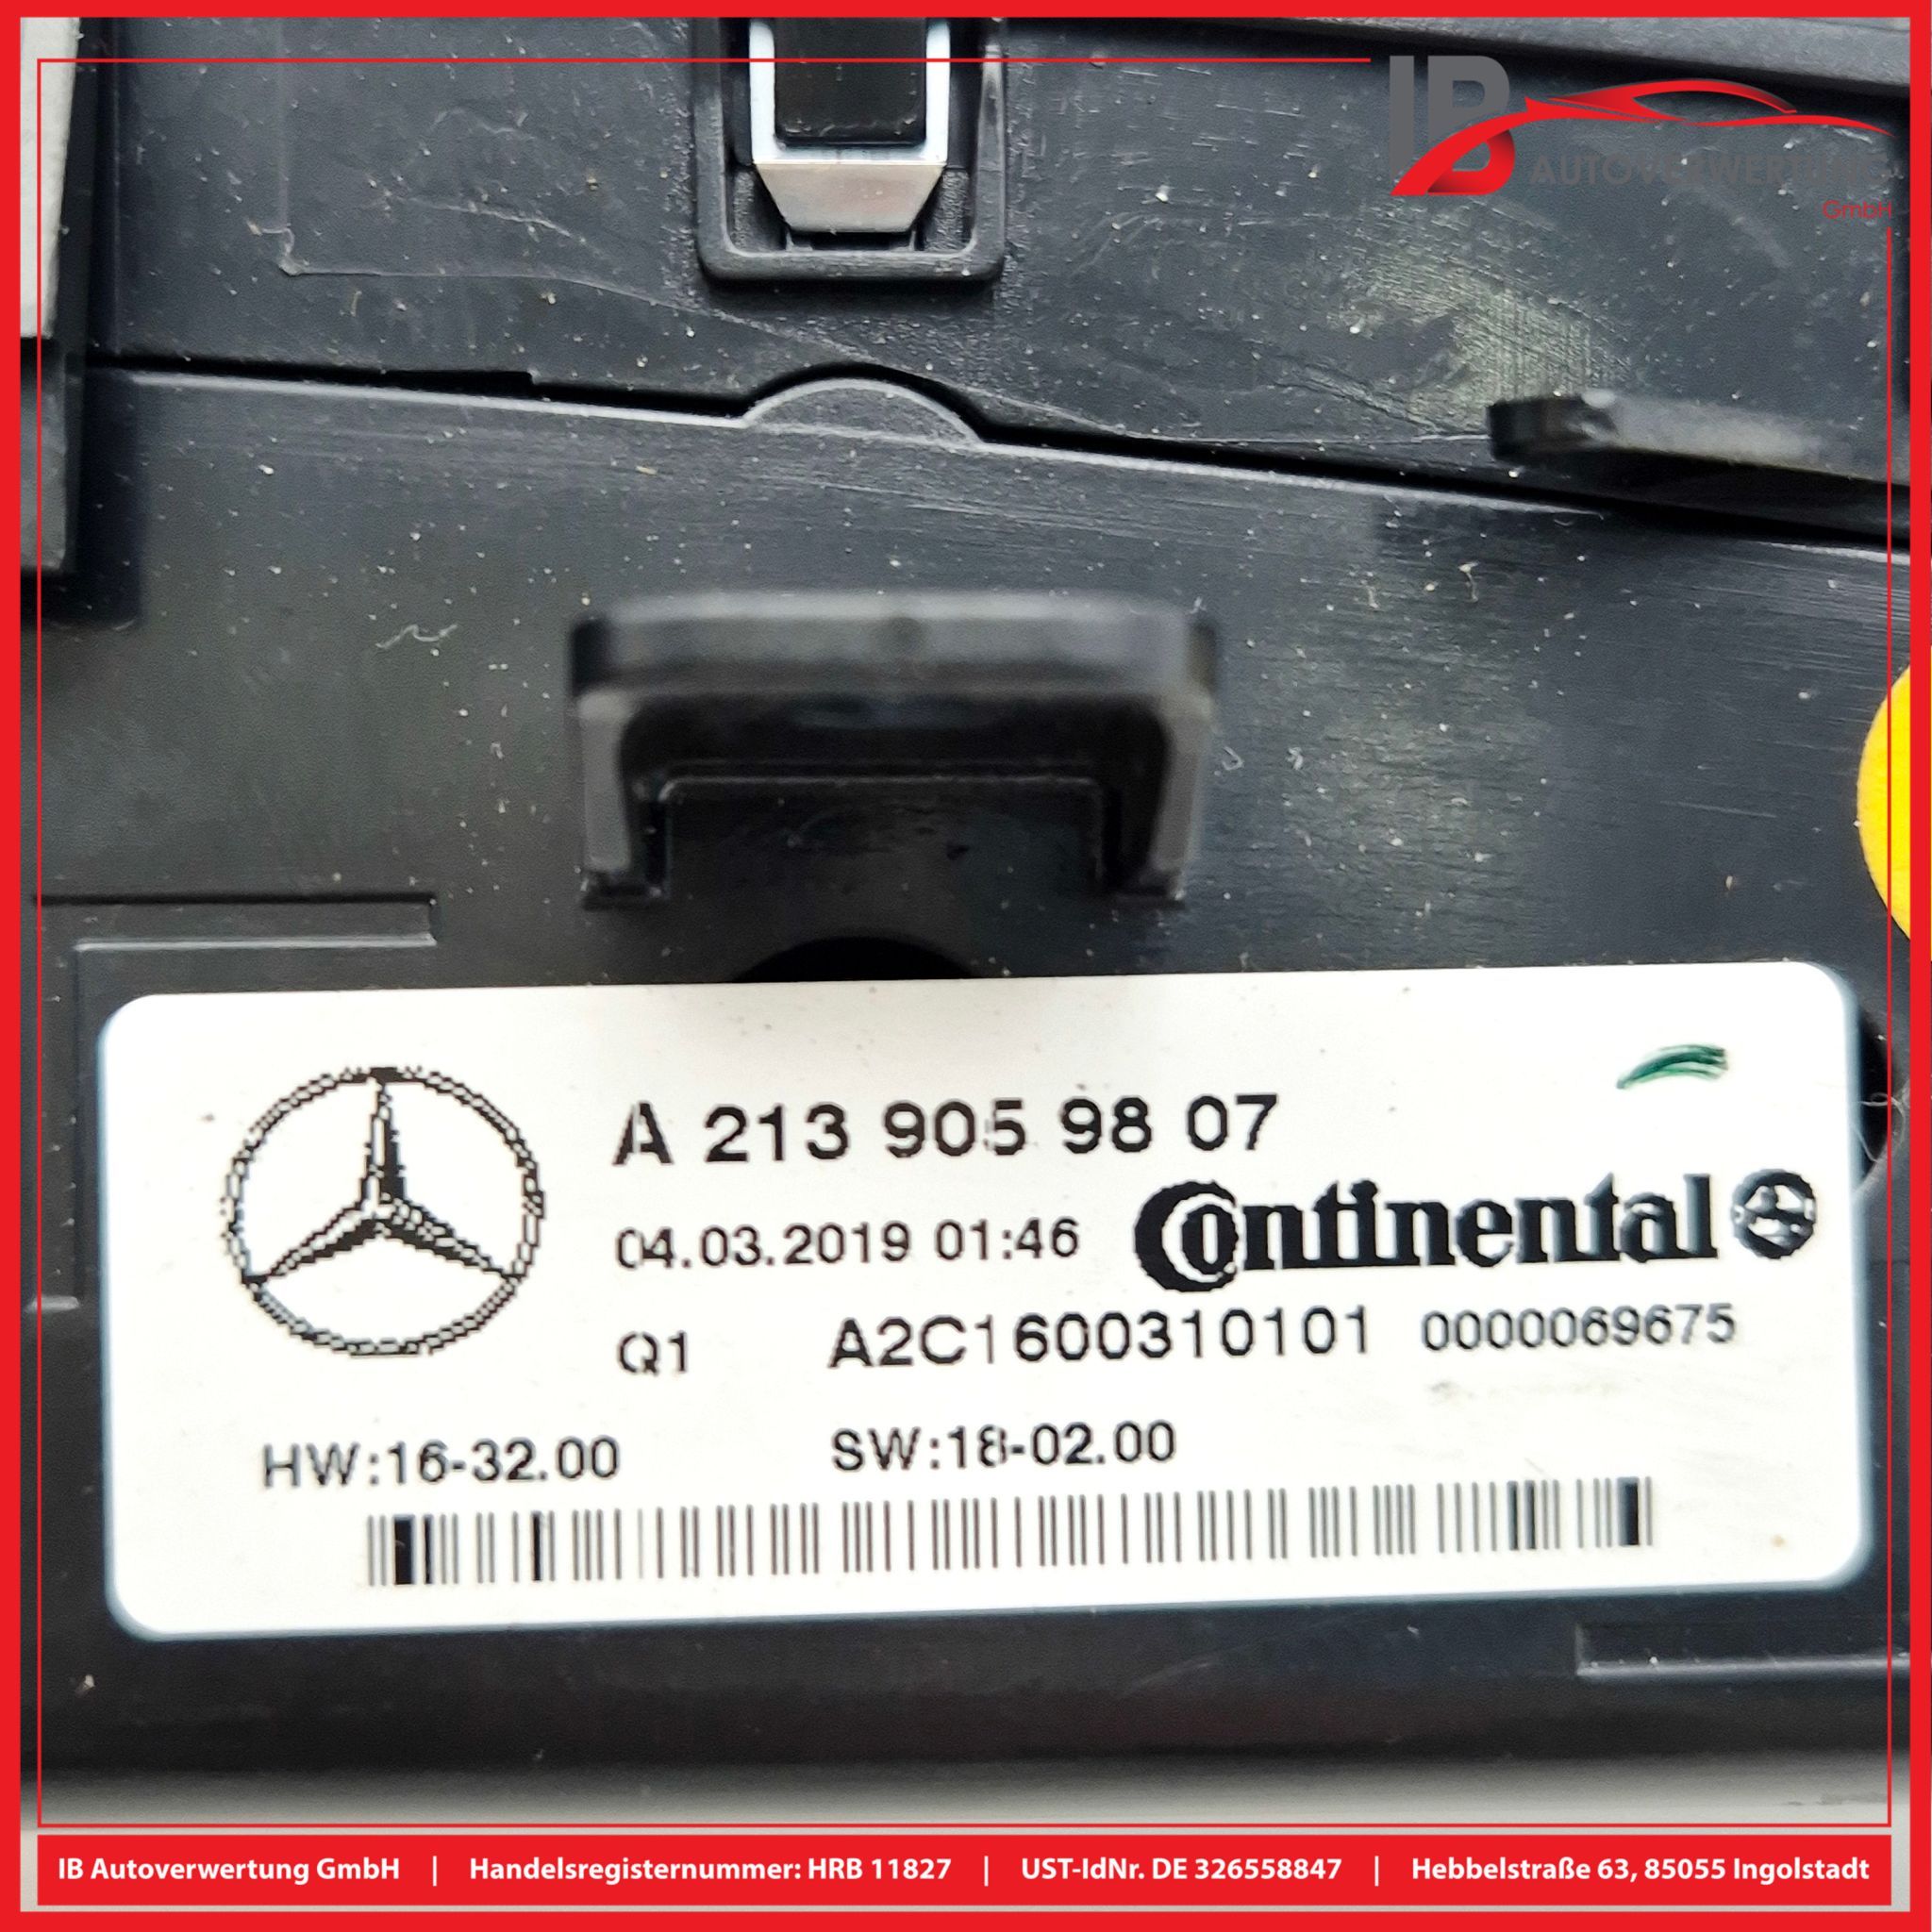 IB
AUTOVERWERTUNG
GmbH
A 213 905 98 07
04.03.2019 01:46
Continental
Q1 A2C1600310101 0000069675
HW:16-32.00 SW:18-02.00
IB Autoverwertung GmbH | Handelsregisternummer: HRB 11827 | UST-IdNr. DE 326558847 | Hebbelstraße 63, 85055 Ingolstadt